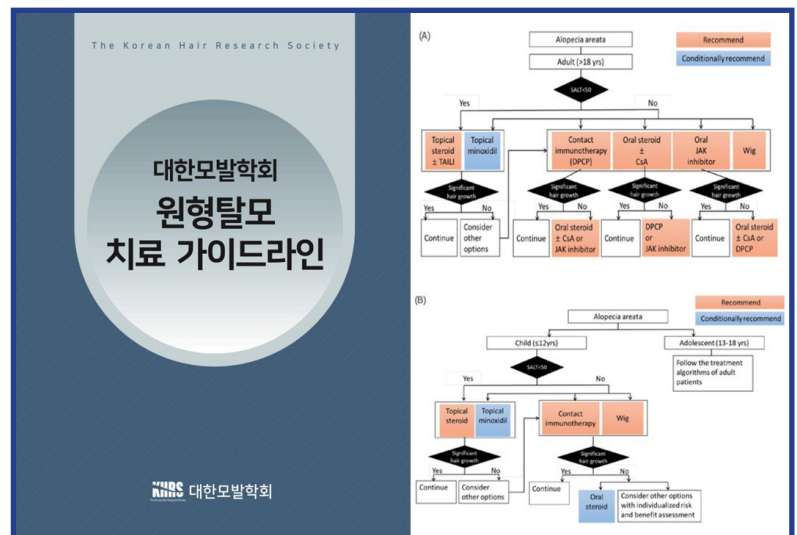 The Korean Hair Research Society
대한모발학회
원형탈모
치료 가이드라인
KHRS 대한모발학회
(A)
Alopecia areata
Adult (>18 yrs)
Recommend
Conditionally recommend
SALT<50
Yes
No
Topical
steroid
± TAILI
Topical
minoxidil
Contact
immunotherapy
(DPCP)
Oral steroid
±
CsA
Oral
JAK
inhibitor
Wig
Significant
hair growth
Significant
hair growth
Significant
hair growth
Significant
hair growth
Yes
No
Yes
No
Yes
No
Yes
No
Continue
Consider
other
options
Continue
Oral steroid
± CsA or
JAK inhibitor
Continue
DPCP
or
JAK inhibitor
Continue
Oral steroid
± CsA or
DPCP
(B)
Recommend
Conditionally recommend
Alopecia areata
Child (≤12yrs)
Adolescent (13-18 yrs)
SALT<50
Follow the treatment
algorithms of adult
patients
Yes
No
Topical
steroid
Topical
minoxidil
Contact
immunotherapy
Wig
Significant
hair growth
Significant
hair growth
Yes
No
Yes
No
Continue
Consider
other options
Continue
Oral
steroid
Consider other options
with individualized risk
and benefit assessment